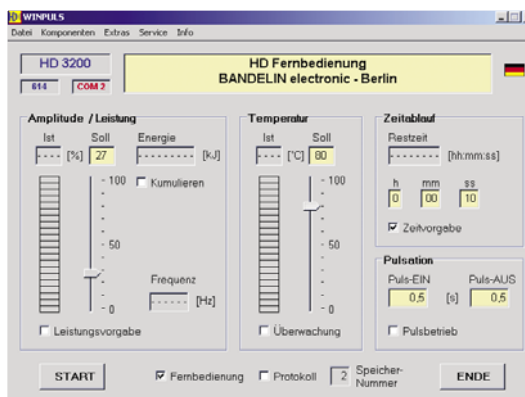 WINPULS
Datei Komponenten Extras Service Info
HD 3200
614 COM 2
HD Fernbedienung
BANDELIN electronic - Berlin
Amplitude / Leistung
Ist Soll Energie
---- [%] 27 --------- [kJ]
100
50
0
Kumulieren
Frequenz
----- [Hz]
Leistungsvorgabe
Temperatur
Ist Soll
---- [°C] 80
100
50
0
Überwachung
Zeitablauf
Restzeit
-------- [hh:mm:ss]
h mm ss
0 00 10
Zeitvorgabe
Pulsation
Puls-EIN Puls-AUS
0,5 [s] 0,5
Pulsbetrieb
START
Fernbedienung
Protokoll
2 Speicher-
Nummer
ENDE